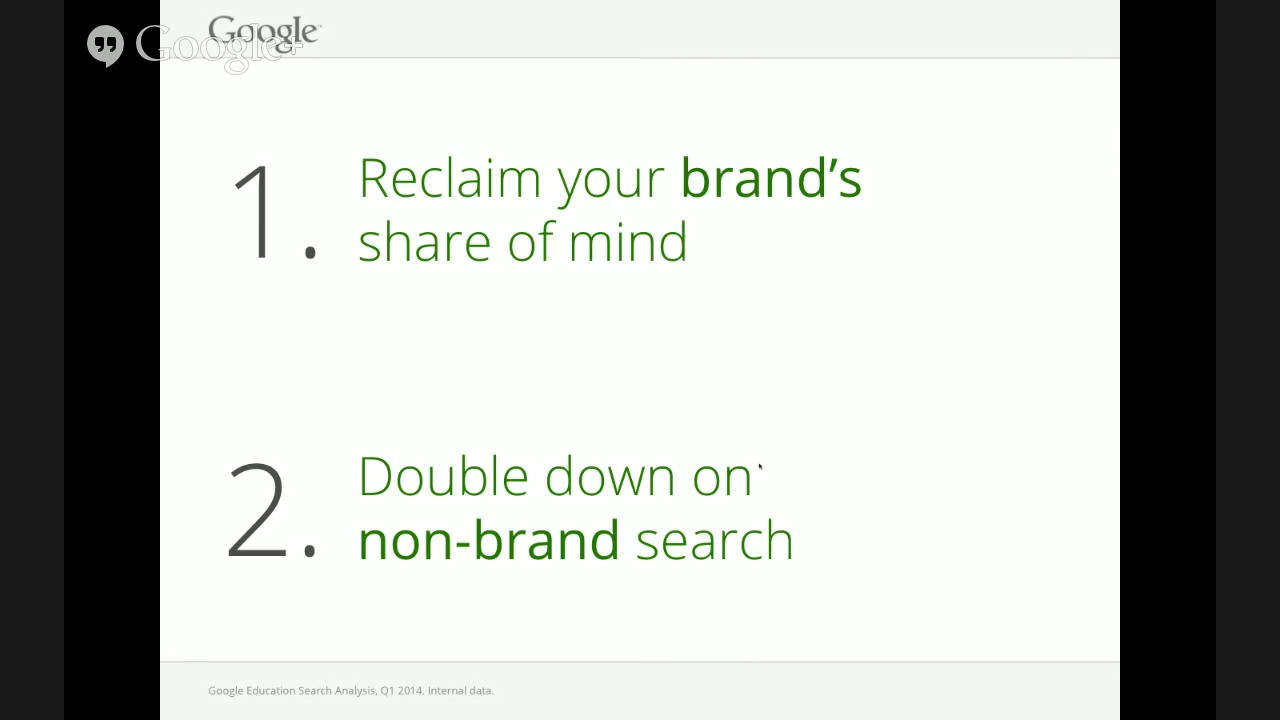 Google
Google+
1. Reclaim your brand’s
share of mind
2. Double down on
non-brand search
Google Education Search Analysis, Q1 2014. Internal data.